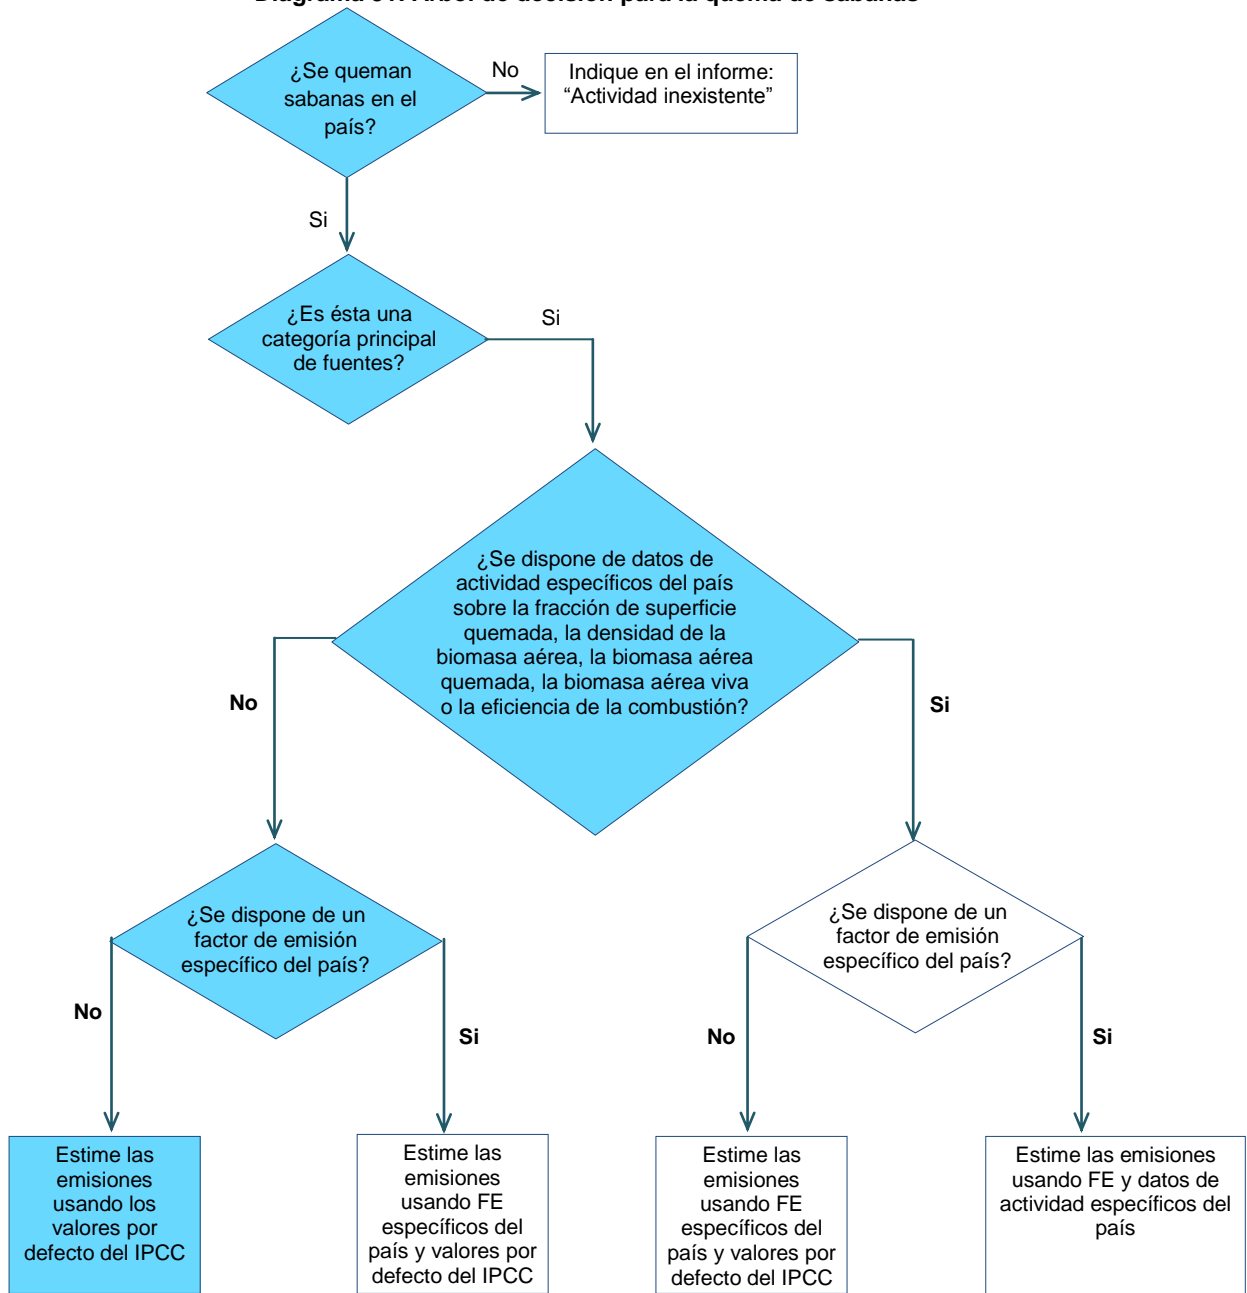 ¿Se queman
sabanas en el
país?
No
Indique en el informe:
“Actividad inexistente”
Si
¿Es ésta una
categoría principal
de fuentes?
Si
¿Se dispone de datos de
actividad específicos del país
sobre la fracción de superficie
quemada, la densidad de la
biomasa aérea, la biomasa aérea
quemada, la biomasa aérea viva
o la eficiencia de la combustión?
No
Si
¿Se dispone de un
factor de emisión
específico del país?
¿Se dispone de un
factor de emisión
específico del país?
No
Si
No
Si
Estime las
emisiones
usando los
valores por
defecto del IPCC
Estime las
emisiones
usando FE
específicos del
país y valores por
defecto del IPCC
Estime las
emisiones
usando FE
específicos del
país y valores por
defecto del IPCC
Estime las emisiones
usando FE y datos de
actividad específicos del
país